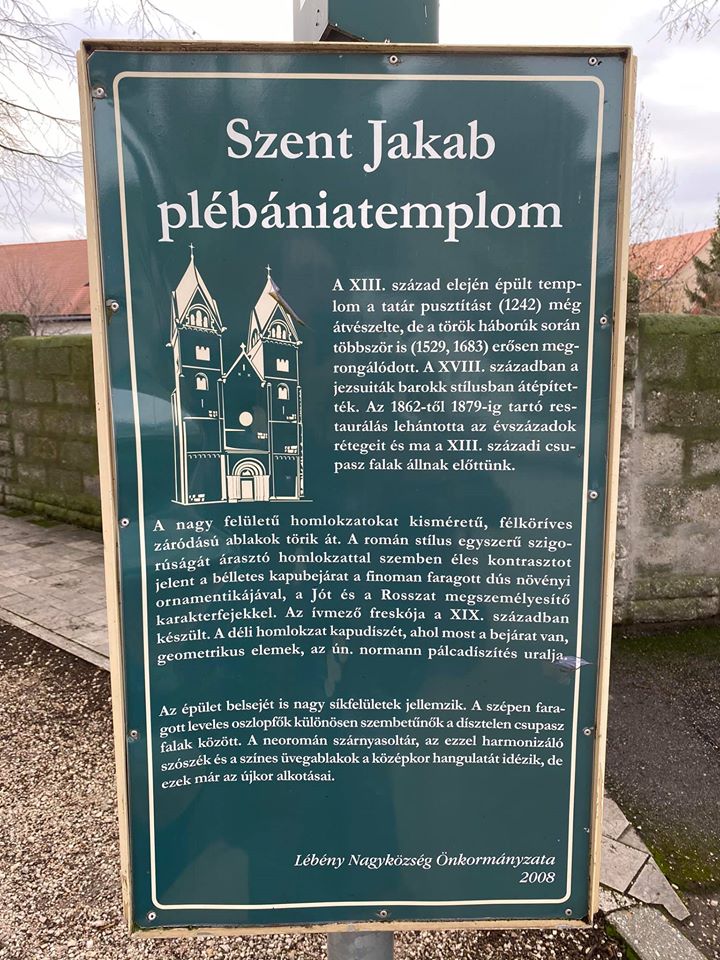 Szent Jakab
plébániatemplom
A XIII. század elején épült temp-
lom a tatár pusztítást (1242) még
átvészelte, de a török háborúk során
többször is (1529, 1683) erősen meg-
rongálódott. A XVIII. században a
jezsuiták barokk stílusban átépítet-
ték. Az 1862-től 1879-ig tartó res-
taurálás lehántotta az évszázadok
rétegeit és ma a XIII. századi csu-
pasz falak állnak előttünk.
A nagy felületű homlokzatokat kisméretű, félköríves
záródású ablakok törik át. A román stílus egyszerű szigo-
rúságát árasztó homlokzattal szemben éles kontrasztot
jelent a bélletes kapubejárat a finoman faragott dús növényi
ornamentikájával, a Jót és a Rosszat megszemélyesítő
karakterfejekkel. Az ívmező freskója a XIX. században
készült. A déli homlokzat kapudíszét, ahol most a bejárat van,
geometrikus elemek, az ún. normann pálcadíszítés uralja.
Az épület belsejét is nagy síkfelületek jellemzik. A szépen fara-
gott leveles oszlopfők különösen szembetűnők a dísztelen csupasz
falak között. A neoromán szárnyasoltár, az ezzel harmonizáló
szószék és a színes üvegablakok a középkor hangulatát idézik, de
ezek már az újkor alkotásai.
Lébény Nagyközség Önkormányzata
2008